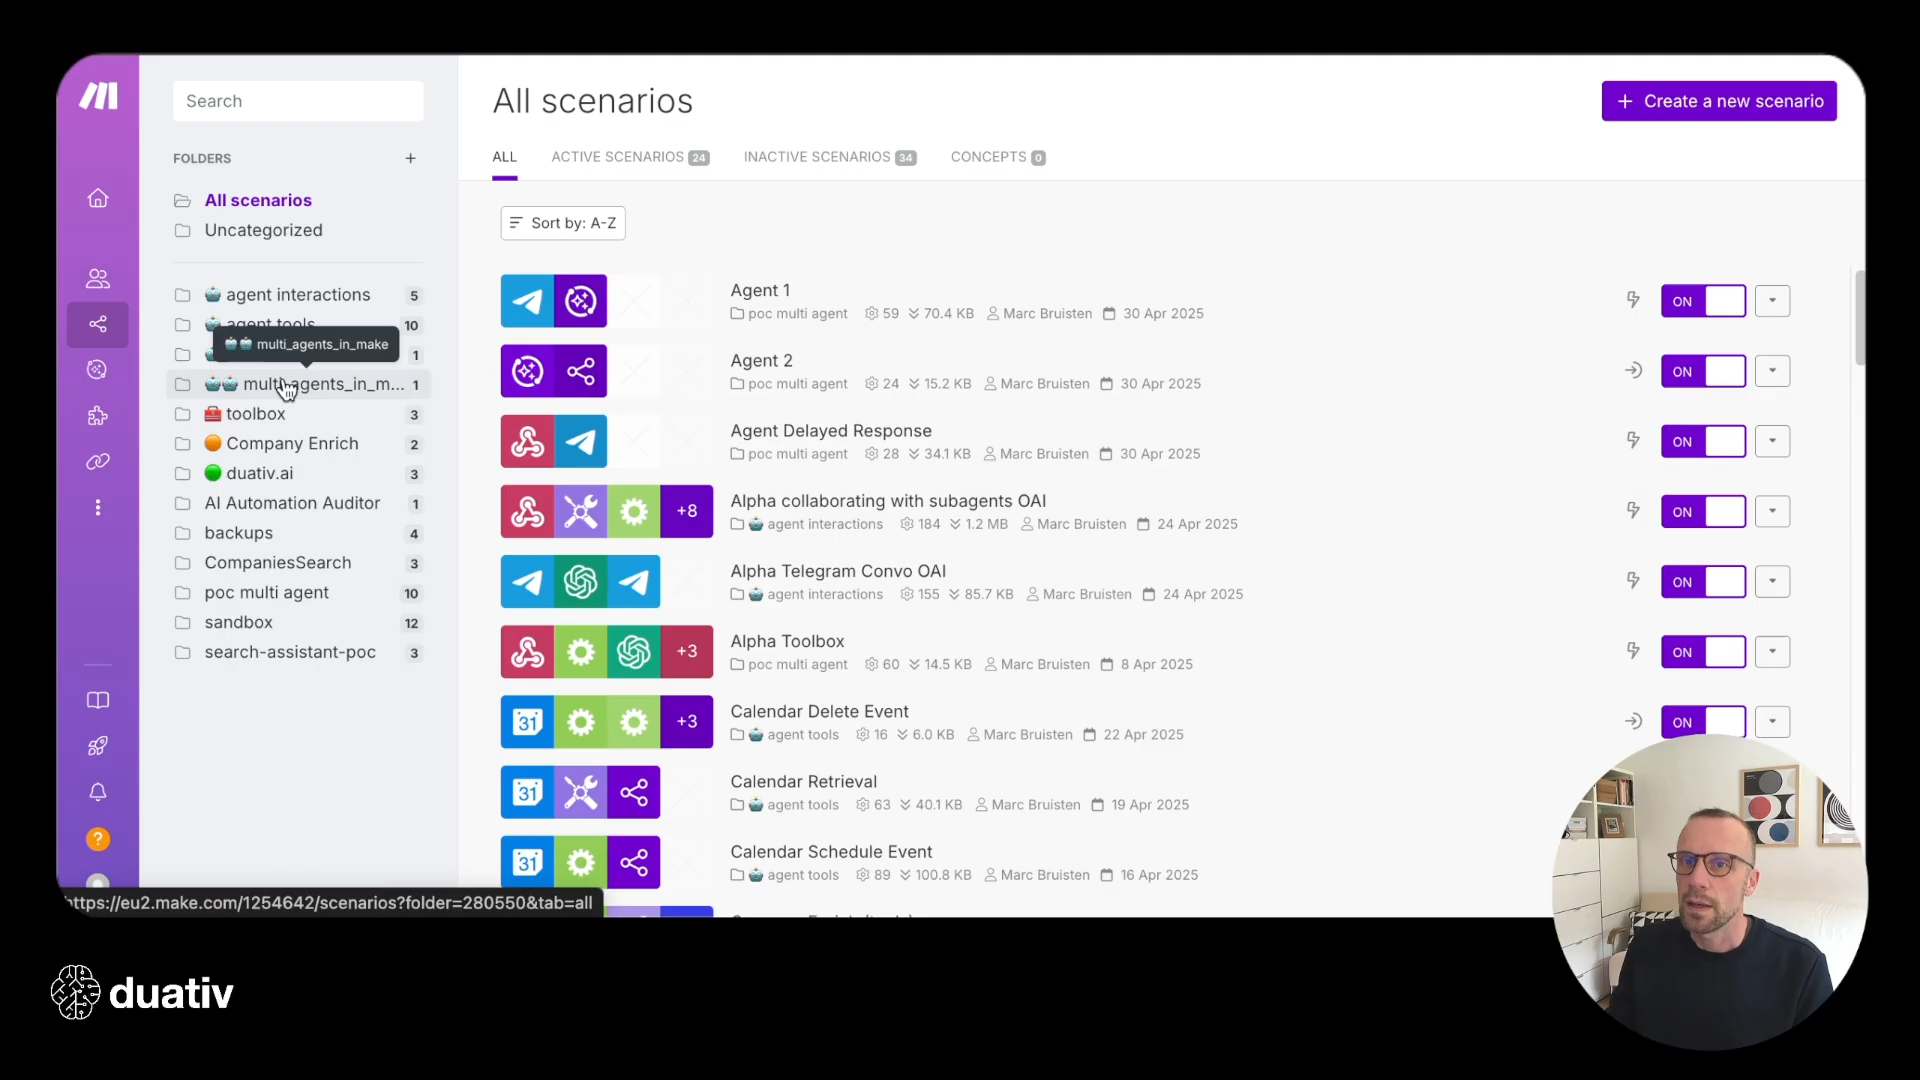 Search
All scenarios
+ Create a new scenario
FOLDERS +
ALL ACTIVE SCENARIOS 24 INACTIVE SCENARIOS 34 CONCEPTS 0
All scenarios
Uncategorized
Sort by: A-Z
🤖 agent interactions 5
🤖 agent tools 10
🤖🤖 multi_agents_in_make
1
🤖🤖 multi_agents_in_m... 1
🧰 toolbox 3
🟠 Company Enrich 2
🟢 duativ.ai 3
AI Automation Auditor 1
backups 4
CompaniesSearch 3
poc multi agent 10
sandbox 12
search-assistant-poc 3
Agent 1
poc multi agent 59 70.4 KB Marc Bruisten 30 Apr 2025
ON
Agent 2
poc multi agent 24 15.2 KB Marc Bruisten 30 Apr 2025
ON
Agent Delayed Response
poc multi agent 28 34.1 KB Marc Bruisten 30 Apr 2025
ON
+8
Alpha collaborating with subagents OAI
🤖 agent interactions 184 1.2 MB Marc Bruisten 24 Apr 2025
ON
Alpha Telegram Convo OAI
🤖 agent interactions 155 85.7 KB Marc Bruisten 24 Apr 2025
ON
+3
Alpha Toolbox
poc multi agent 60 14.5 KB Marc Bruisten 8 Apr 2025
ON
31
+3
Calendar Delete Event
🤖 agent tools 16 6.0 KB Marc Bruisten 22 Apr 2025
ON
31
Calendar Retrieval
🤖 agent tools 63 40.1 KB Marc Bruisten 19 Apr 2025
31
Calendar Schedule Event
🤖 agent tools 89 100.8 KB Marc Bruisten 16 Apr 2025
?
https://eu2.make.com/1254642/scenarios?folder=280550&tab=all
duativ